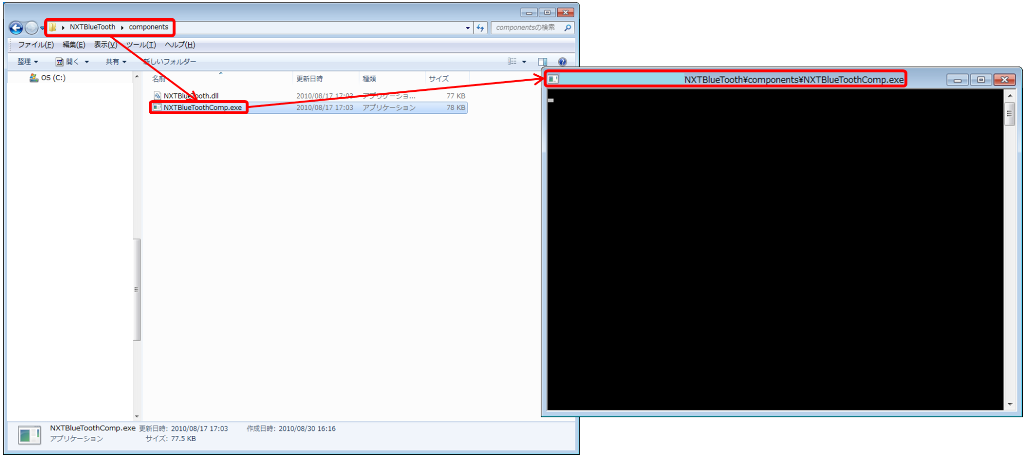 NXTBlueTooth ▸ components
componentsの検索
ファイル(F) 編集(E) 表示(V) ツール(T) ヘルプ(H)
整理 開く 共有 新しいフォルダー
OS (C:)
名前 更新日時 種類 サイズ
NXTBlueTooth.dll 2010/08/17 17:03 アプリケーショ... 77 KB
NXTBlueToothComp.exe 2010/08/17 17:03 アプリケーション 78 KB
NXTBlueTooth¥components¥NXTBlueToothComp.exe
NXTBlueToothComp.exe 更新日時: 2010/08/17 17:03 作成日時: 2010/08/30 16:16
アプリケーション サイズ: 77.5 KB